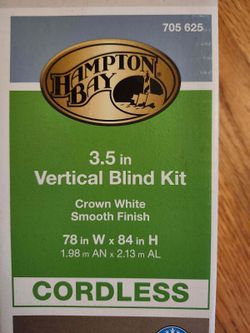 705 625
HAMPTON
BAY
3.5 in
Vertical Blind Kit
Crown White
Smooth Finish
78 in W x 84 in H
1.98 m AN x 2.13 m AL
CORDLESS